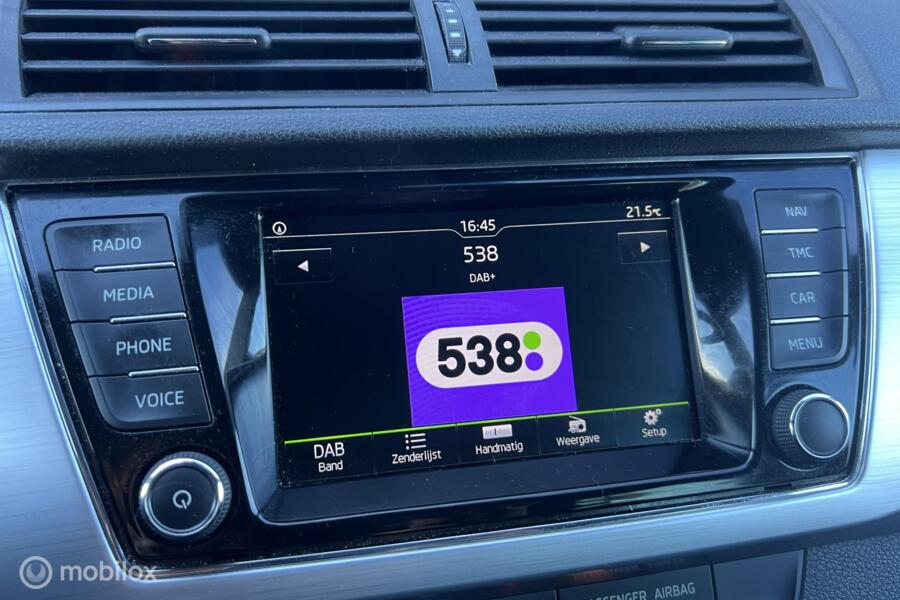 RADIO
MEDIA
PHONE
VOICE
16:45
21.5°C
538
DAB+
538
DAB
Band
Zenderlijst
Handmatig
Weergave
Setup
NAV
TMC
CAR
MENU
PASSENGER AIRBAG
mobilox